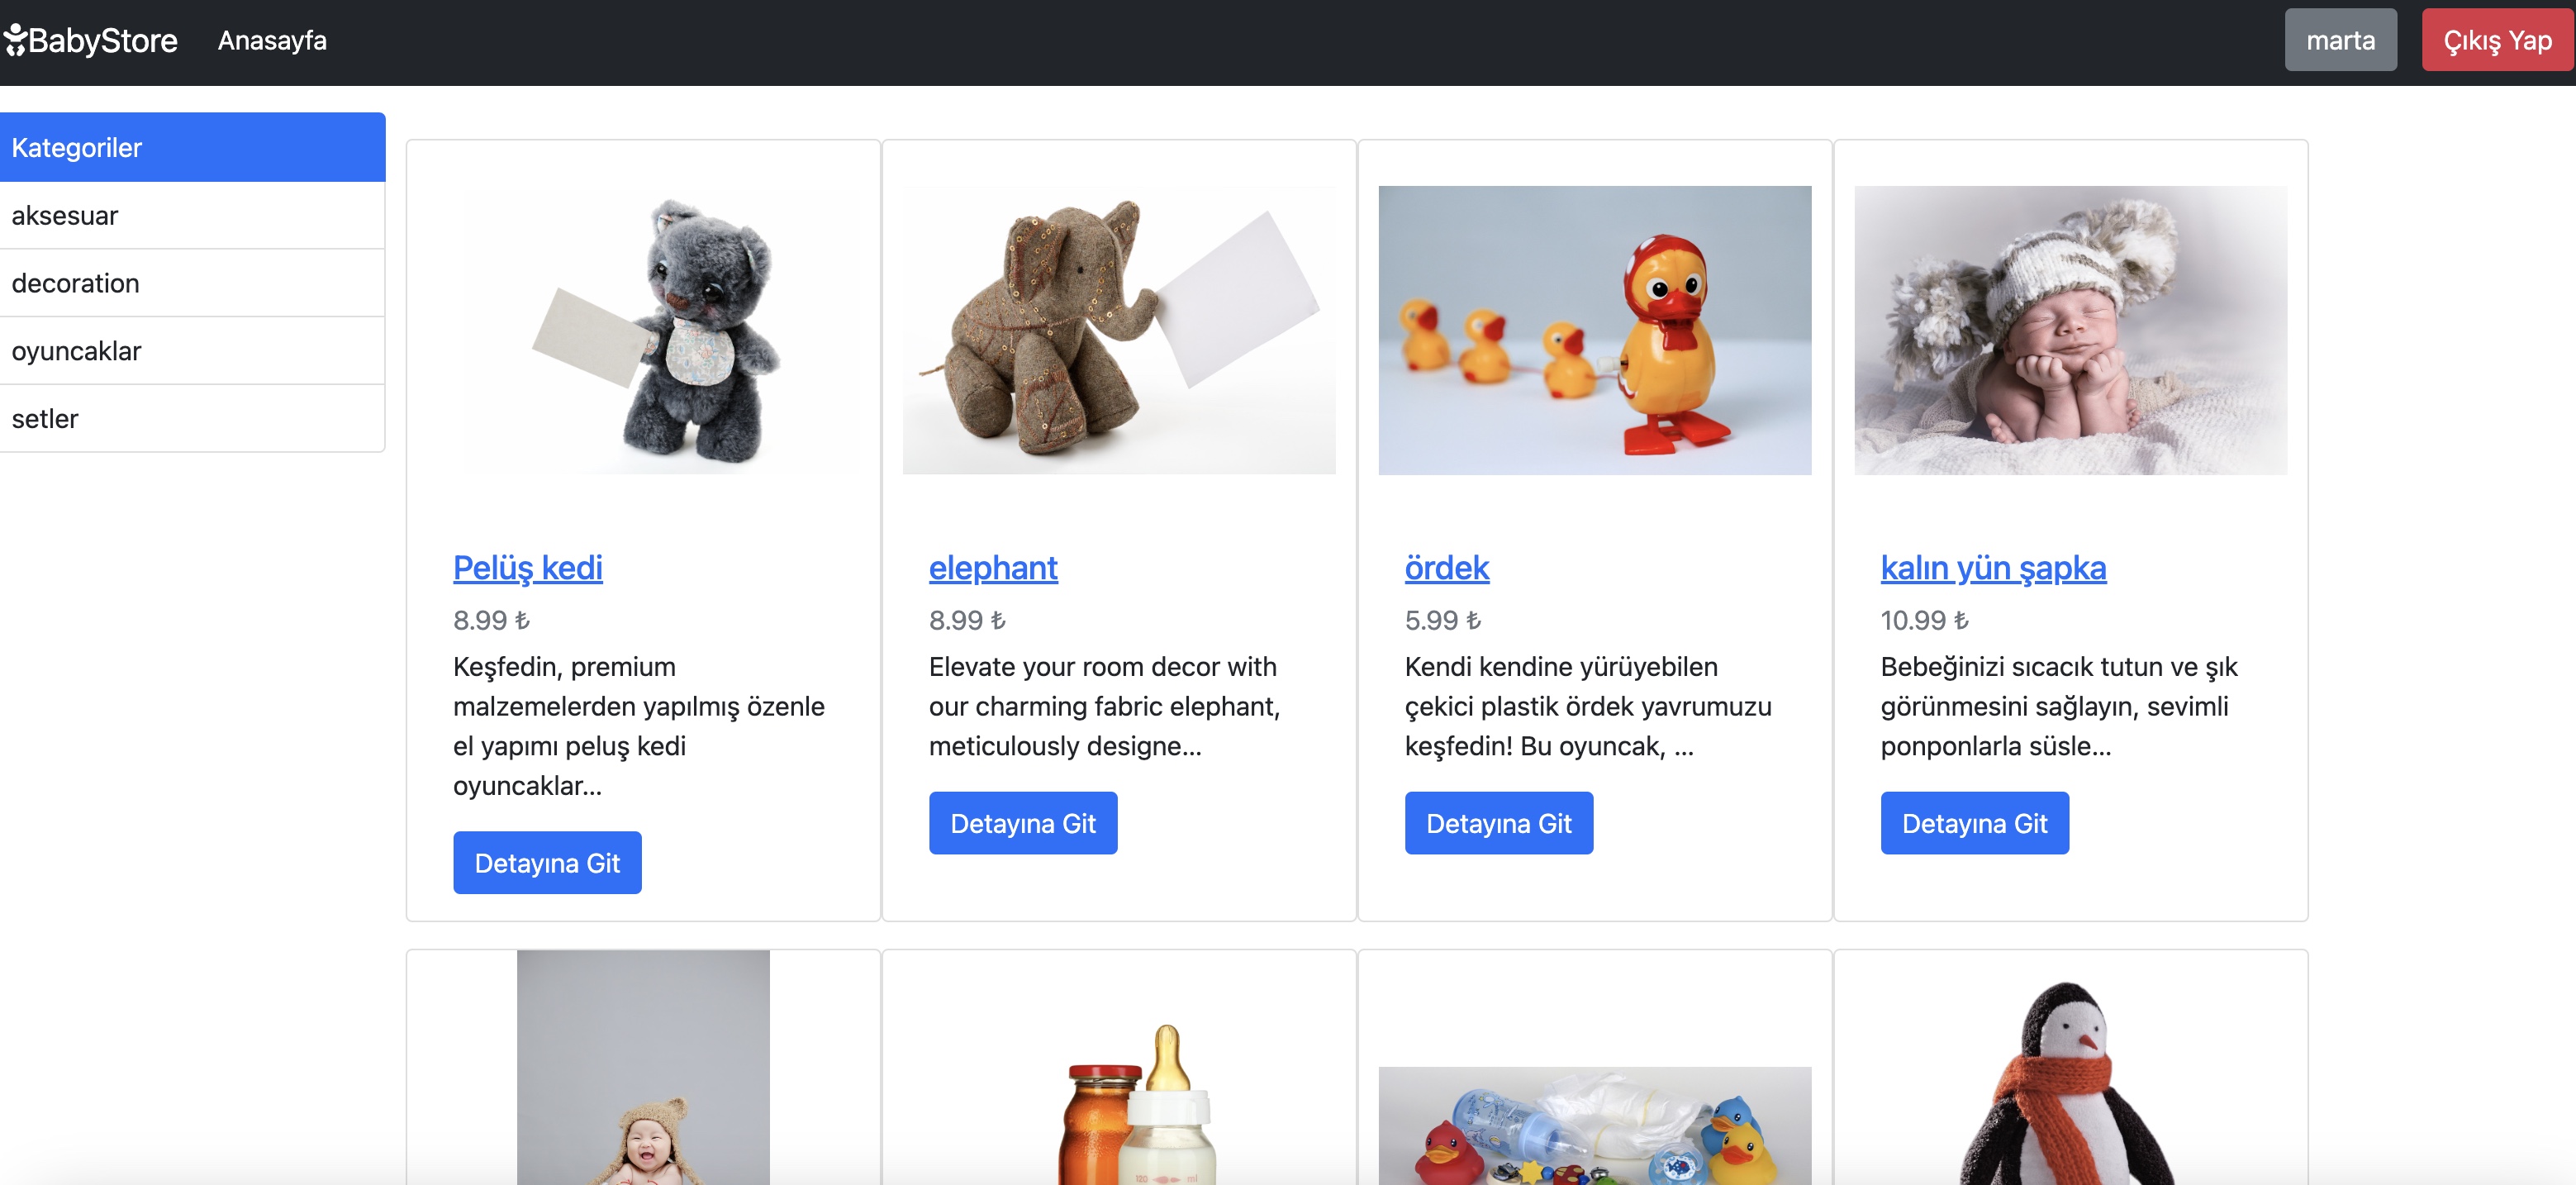 BabyStore Anasayfa marta Çıkış Yap
Kategoriler
aksesuar
decoration
oyuncaklar
setler
Pelüş kedi
8.99 ₺
Keşfedin, premium
malzemelerden yapılmış özenle
el yapımı peluş kedi
oyuncaklar...
Detayına Git
elephant
8.99 ₺
Elevate your room decor with
our charming fabric elephant,
meticulously designe...
Detayına Git
ördek
5.99 ₺
Kendi kendine yürüyebilen
çekici plastik ördek yavrumuzu
keşfedin! Bu oyuncak, ...
Detayına Git
kalın yün şapka
10.99 ₺
Bebeğinizi sıcacık tutun ve şık
görünmesini sağlayın, sevimli
ponponlarla süsle...
Detayına Git
120 ml